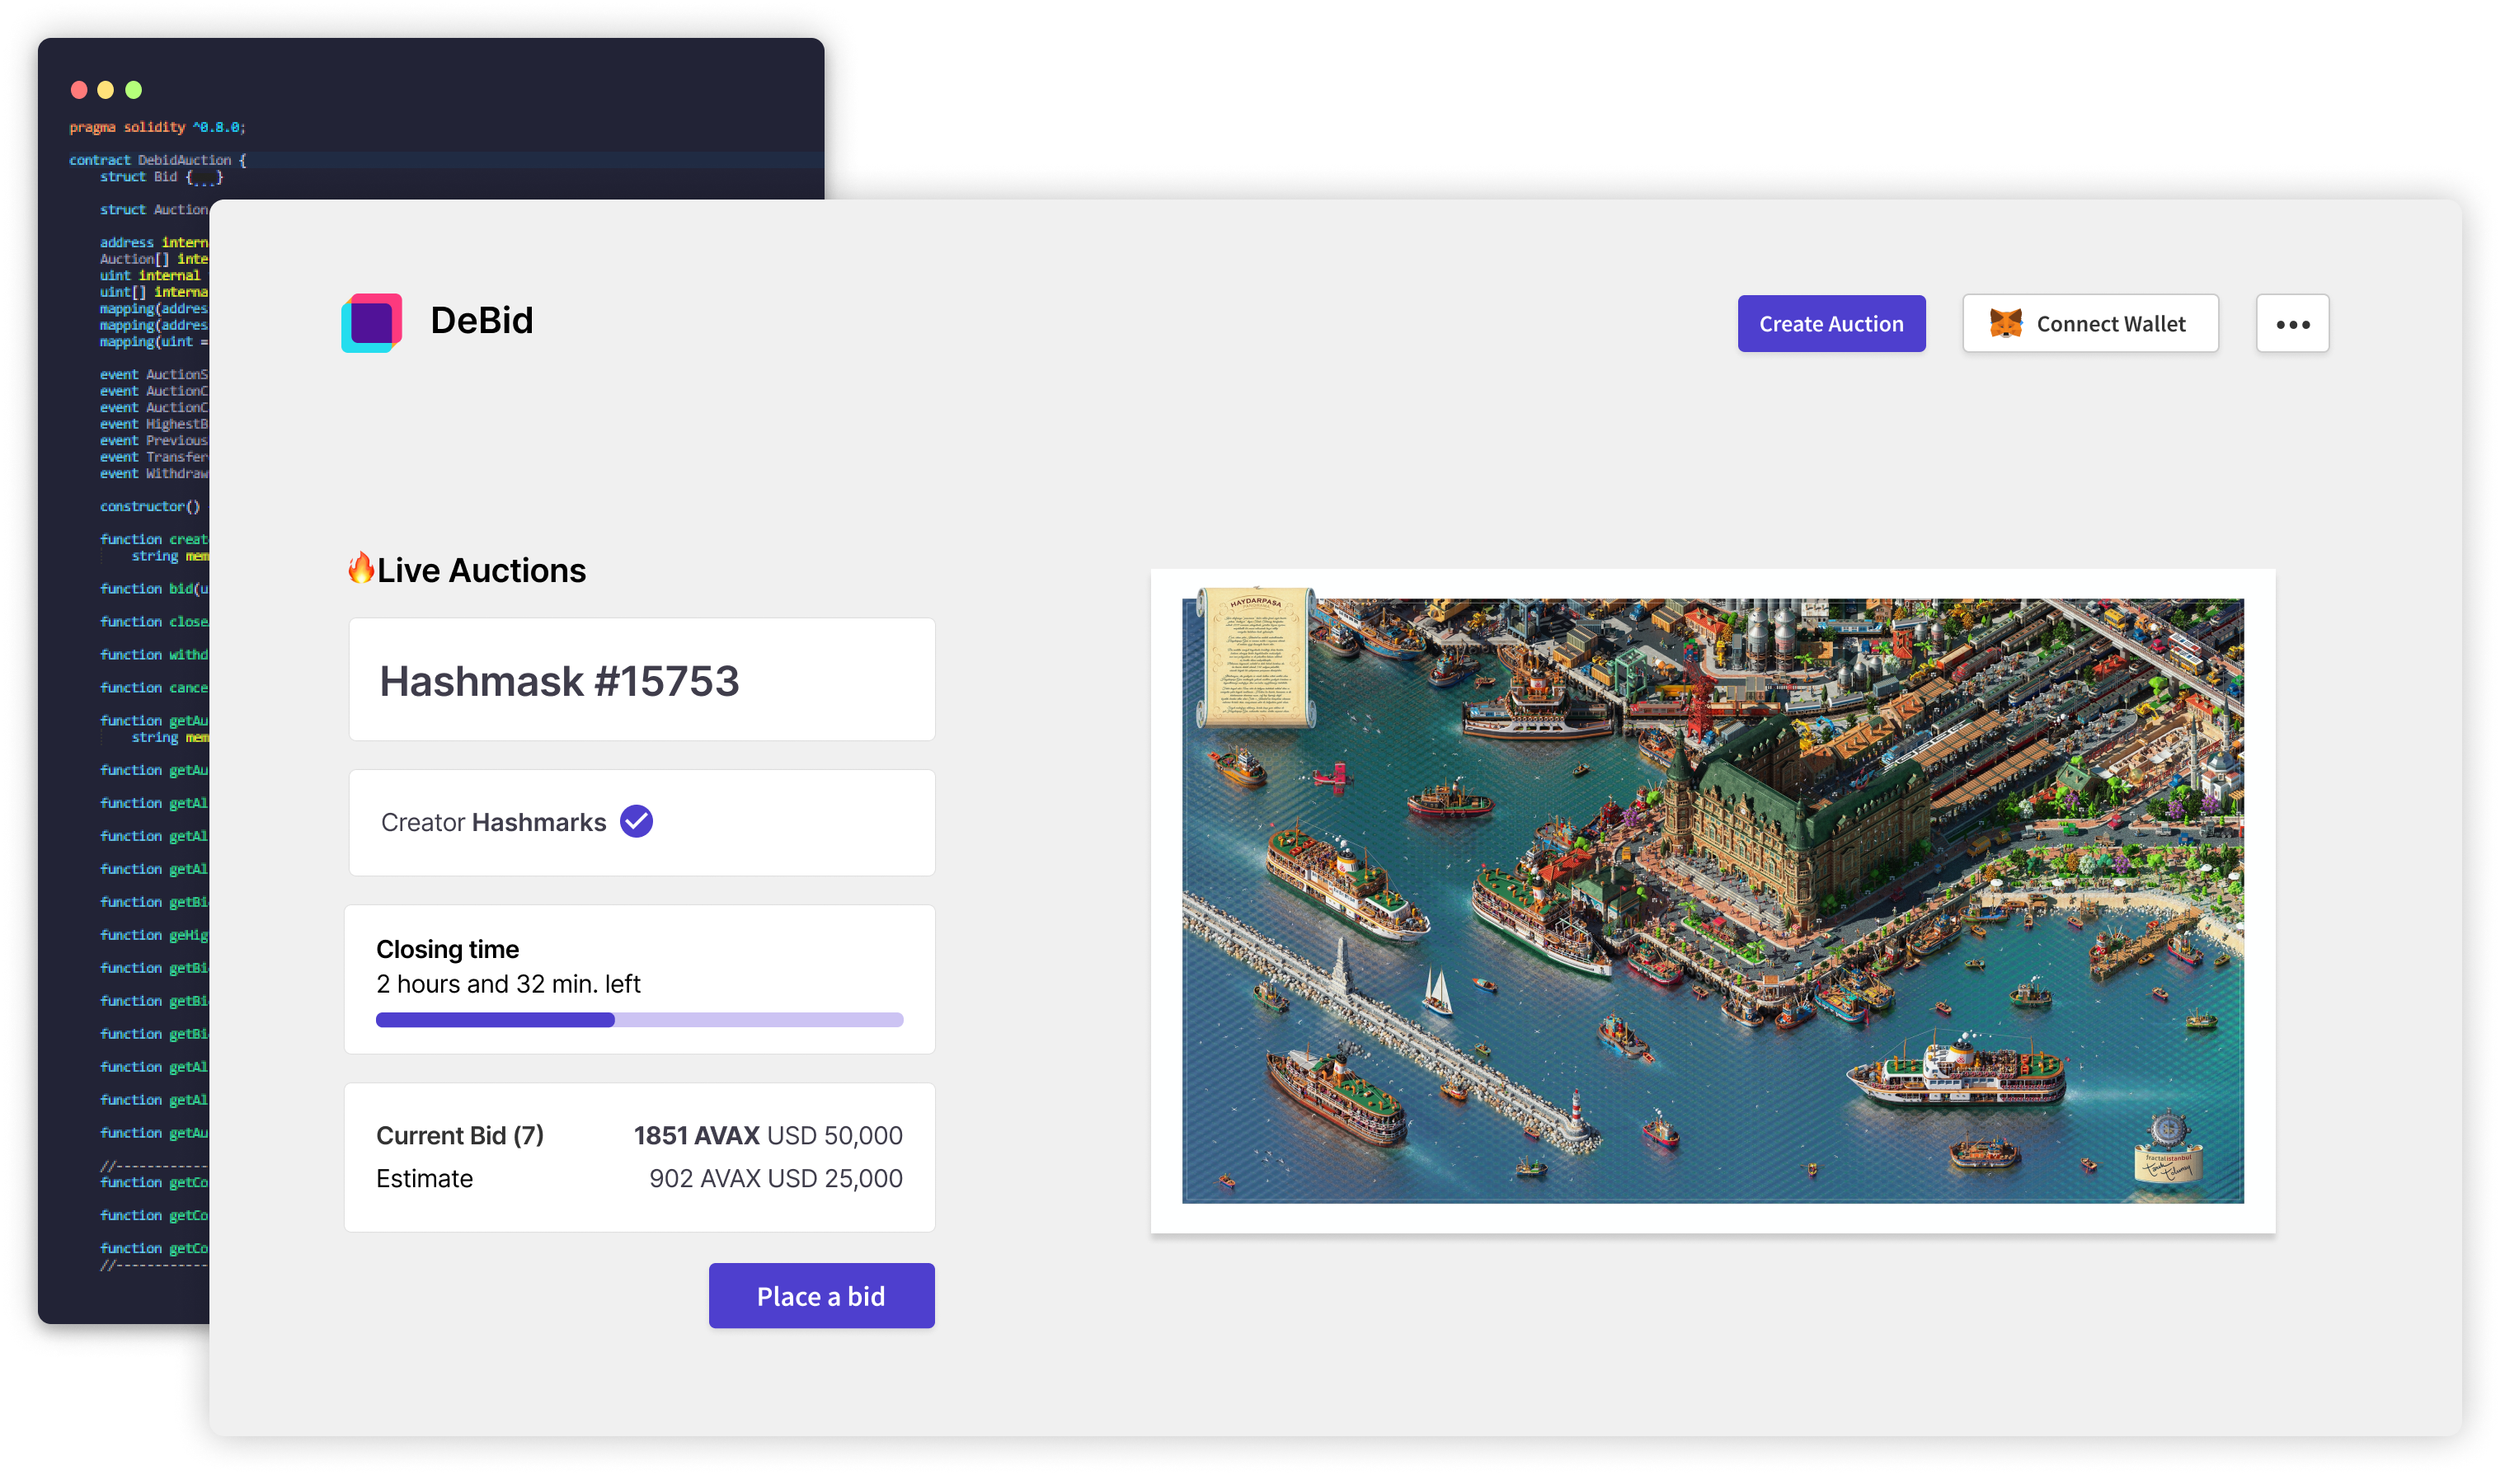 pragma solidity ^0.8.0;
contract DebidAuction {
struct Bid {...}
struct Auction
address intern
Auction[] inte
uint internal
uint[] interna
mapping(addres
mapping(addres
mapping(uint =
event AuctionS
event AuctionC
event AuctionC
event HighestB
event Previous
event Transfer
event Withdraw
constructor()
function creat
string mem
function bid(u
function close
function withd
function cance
function getAu
string mem
function getAu
function getAl
function getAl
function getAl
function getBi
function geHig
function getBi
function getBi
function getBi
function getAl
function getAl
function getAu
//------------
function getCo
function getCo
function getCo
//------------
DeBid
Create Auction
Connect Wallet
•••
🔥Live Auctions
Hashmask #15753
Creator Hashmarks
Closing time
2 hours and 32 min. left
Current Bid (7) 1851 AVAX USD 50,000
Estimate 902 AVAX USD 25,000
Place a bid
HAYDARPAŞA
fractalistanbul